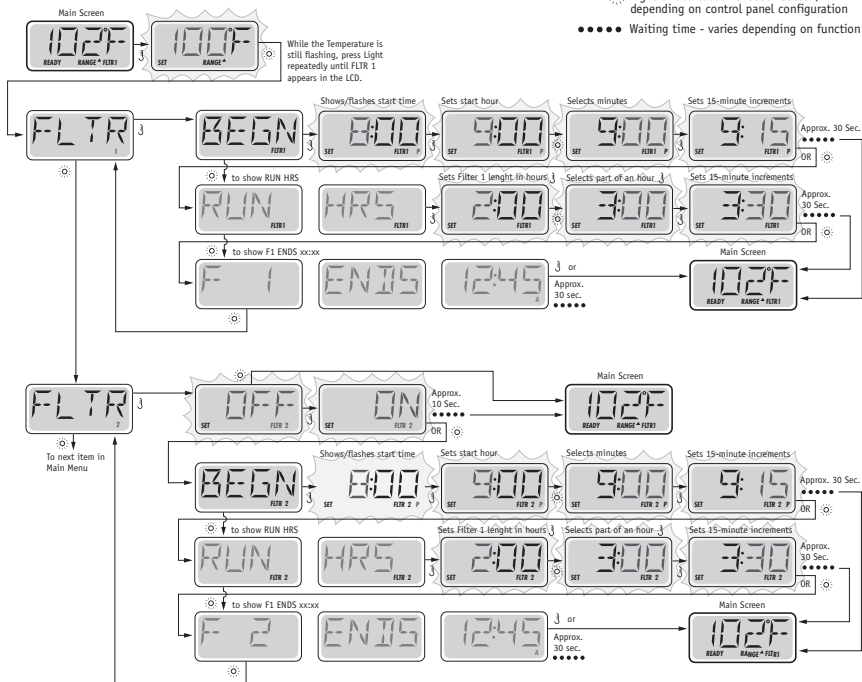 depending on control panel configuration
Waiting time - varies depending on function
Main Screen
102°F
READY RANGE FLTR1
100°F
SET RANGE
While the Temperature is
still flashing, press Light
repeatedly until FLTR 1
appears in the LCD.
Shows/flashes start time
Sets start hour
Selects minutes
Sets 15-minute increments
FLTR
1
BEGN
FLTR1
8:00
SET FLTR1 P
9:00
SET FLTR1 P
9:00
SET FLTR1 P
9:15
SET FLTR1 P
Approx. 30 Sec.
OR
to show RUN HRS
Sets Filter 1 lenght in hours
Selects part of an hour
Sets 15-minute increments
RUN
FLTR1
HRS
FLTR1
2:00
SET FLTR1
3:00
SET FLTR1
3:30
SET FLTR1
Approx.
30 Sec.
OR
to show F1 ENDS xx:xx
F 1
ENDS
12:45
A
or
Approx.
30 sec.
Main Screen
102°F
READY RANGE FLTR1
FLTR
2
OFF
SET FLTR 2
ON
SET FLTR 2
Approx.
10 Sec.
OR
Main Screen
102°F
READY RANGE FLTR1
To next item in
Main Menu
Shows/flashes start time
Sets start hour
Selects minutes
Sets 15-minute increments
BEGN
FLTR 2
8:00
SET FLTR 2 P
9:00
SET FLTR 2 P
9:00
SET FLTR 2 P
9:15
SET FLTR 2 P
Approx. 30 Sec.
OR
to show RUN HRS
Sets Filter 1 lenght in hours
Selects part of an hour
Sets 15-minute increments
RUN
FLTR 2
HRS
2:00
SET FLTR 2
3:00
SET FLTR 2
3:30
SET FLTR 2
Approx.
30 Sec.
OR
to show F1 ENDS xx:xx
F 2
ENDS
12:45
A
or
Approx.
30 sec.
Main Screen
102°F
READY RANGE FLTR1